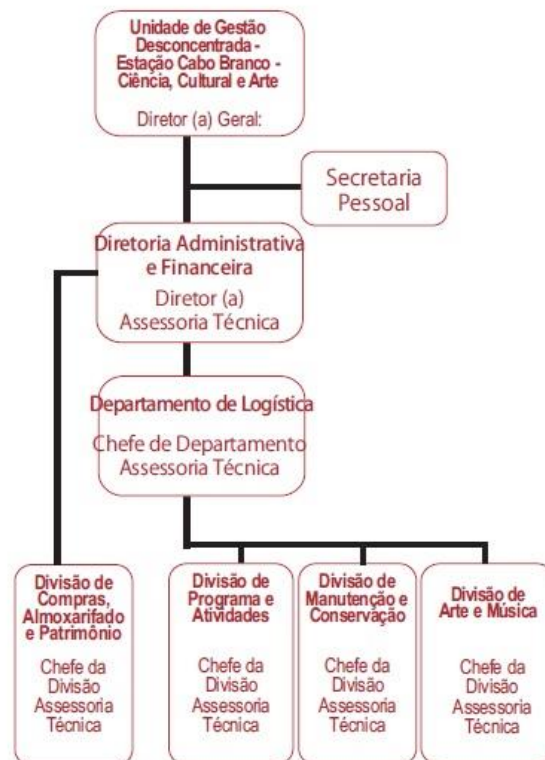 Unidade de Gestão
Desconcentrada -
Estação Cabo Branco -
Ciência, Cultural e Arte
Diretor (a) Geral:
Secretaria
Pessoal
Diretoria Administrativa
e Financeira
Diretor (a)
Assessoria Técnica
Departamento de Logística
Chefe de Departamento
Assessoria Técnica
Divisão de
Compras,
Almoxarifado
e Patrimônio
Chefe da
Divisão
Assessoria
Técnica
Divisão de
Programa e
Atividades
Chefe da
Divisão
Assessoria
Técnica
Divisão de
Manutenção e
Conservação
Chefe da
Divisão
Assessoria
Técnica
Divisão de
Arte e Música
Chefe da
Divisão
Assessoria
Técnica